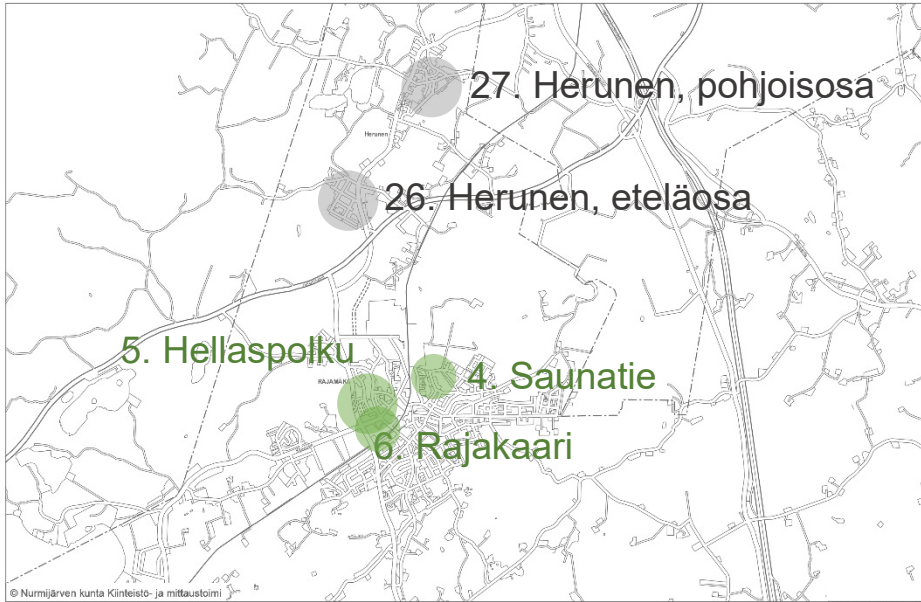 27. Herunen, pohjoisosa
Herunen
26. Herunen, eteläosa
5. Hellaspolku
RAJAMÄKI
4. Saunatie
6. Rajakaari
© Nurmijärven kunta Kiinteistö- ja mittaustoimi